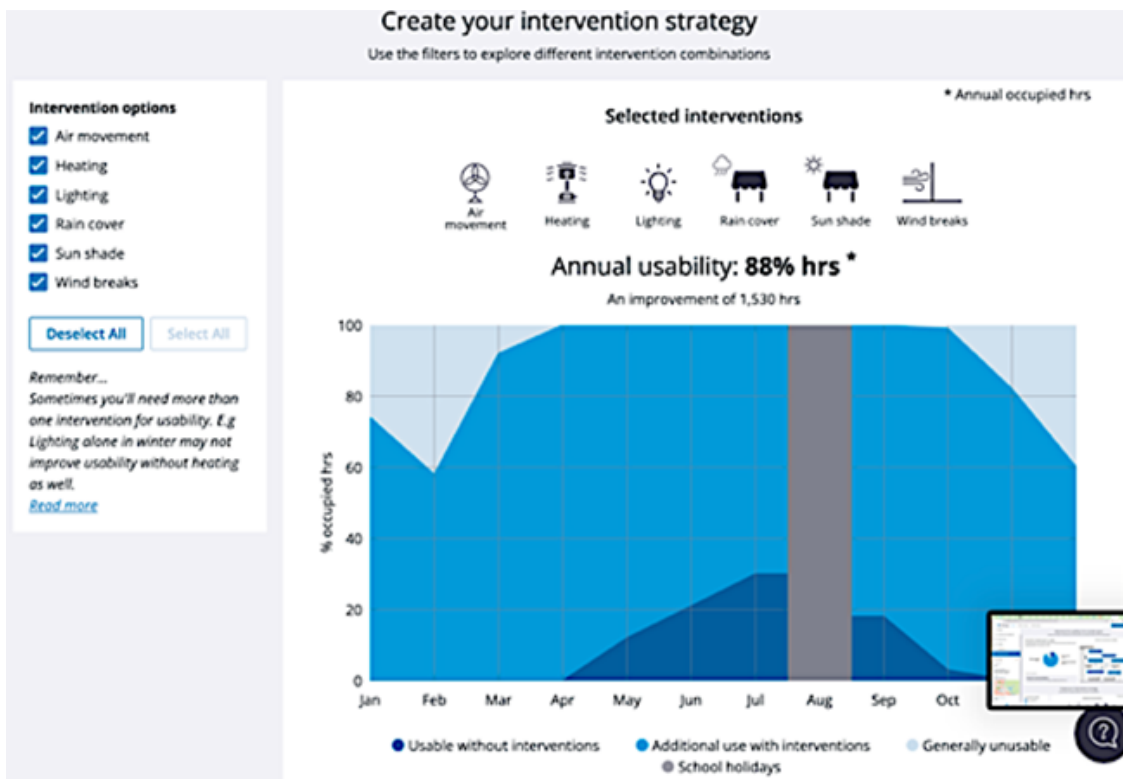 Create your intervention strategy
Use the filters to explore different intervention combinations
Intervention options
Air movement
Heating
Lighting
Rain cover
Sun shade
Wind breaks
Deselect All
Select All
Remember...
Sometimes you'll need more than
one intervention for usability. E.g
Lighting alone in winter may not
improve usability without heating
as well.
Read more
* Annual occupied hrs
Selected interventions
Air
movement
Heating
Lighting
Rain cover
Sun shade
Wind breaks
Annual usability: 88% hrs *
An improvement of 1,530 hrs
% occupied hrs
100
80
60
40
20
0
Jan Feb Mar Apr May Jun Jul Aug Sep Oct
Usable without interventions
Additional use with interventions
Generally unusable
School holidays
?